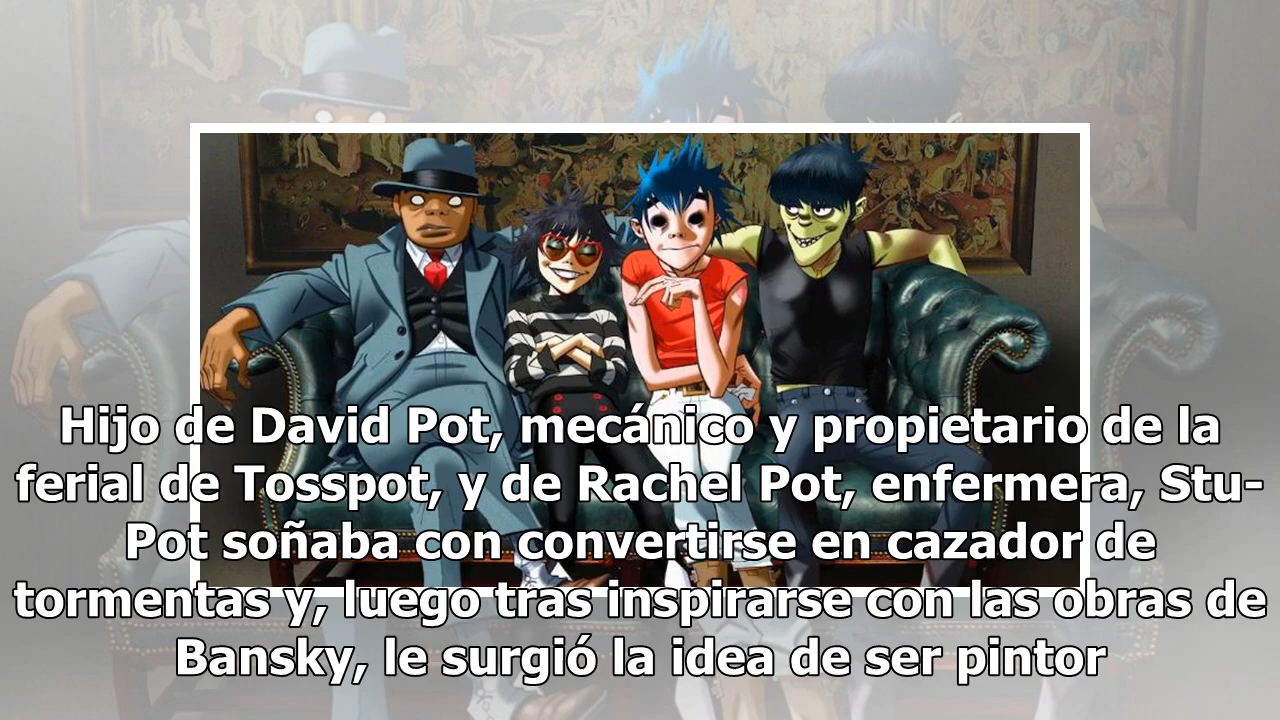 Hijo de David Pot, mecánico y propietario de la
ferial de Tosspot, y de Rachel Pot, enfermera, Stu-
Pot soñaba con convertirse en cazador de
tormentas y, luego tras inspirarse con las obras de
Bansky, le surgió la idea de ser pintor